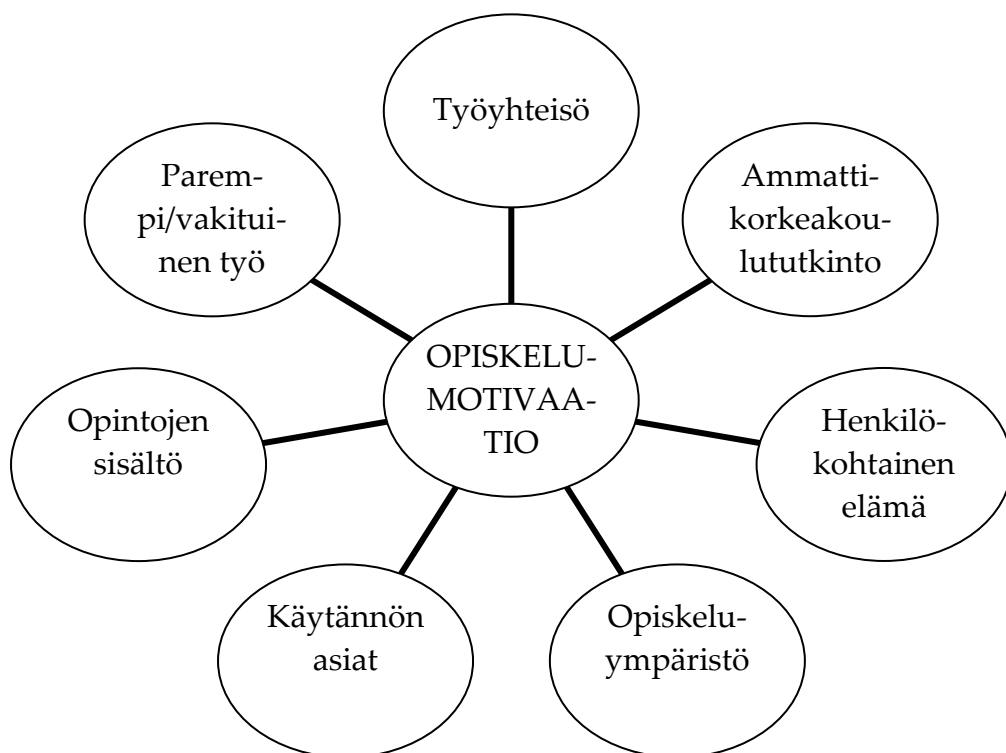 Työyhteisö
Parem-
pi/vakitui-
nen työ
Ammatti-
korkeakou-
lututkinto
OPISKELU-
MOTIVAA-
TIO
Opintojen
sisältö
Henkilö-
kohtainen
elämä
Käytännön
asiat
Opiskelu-
ympäristö